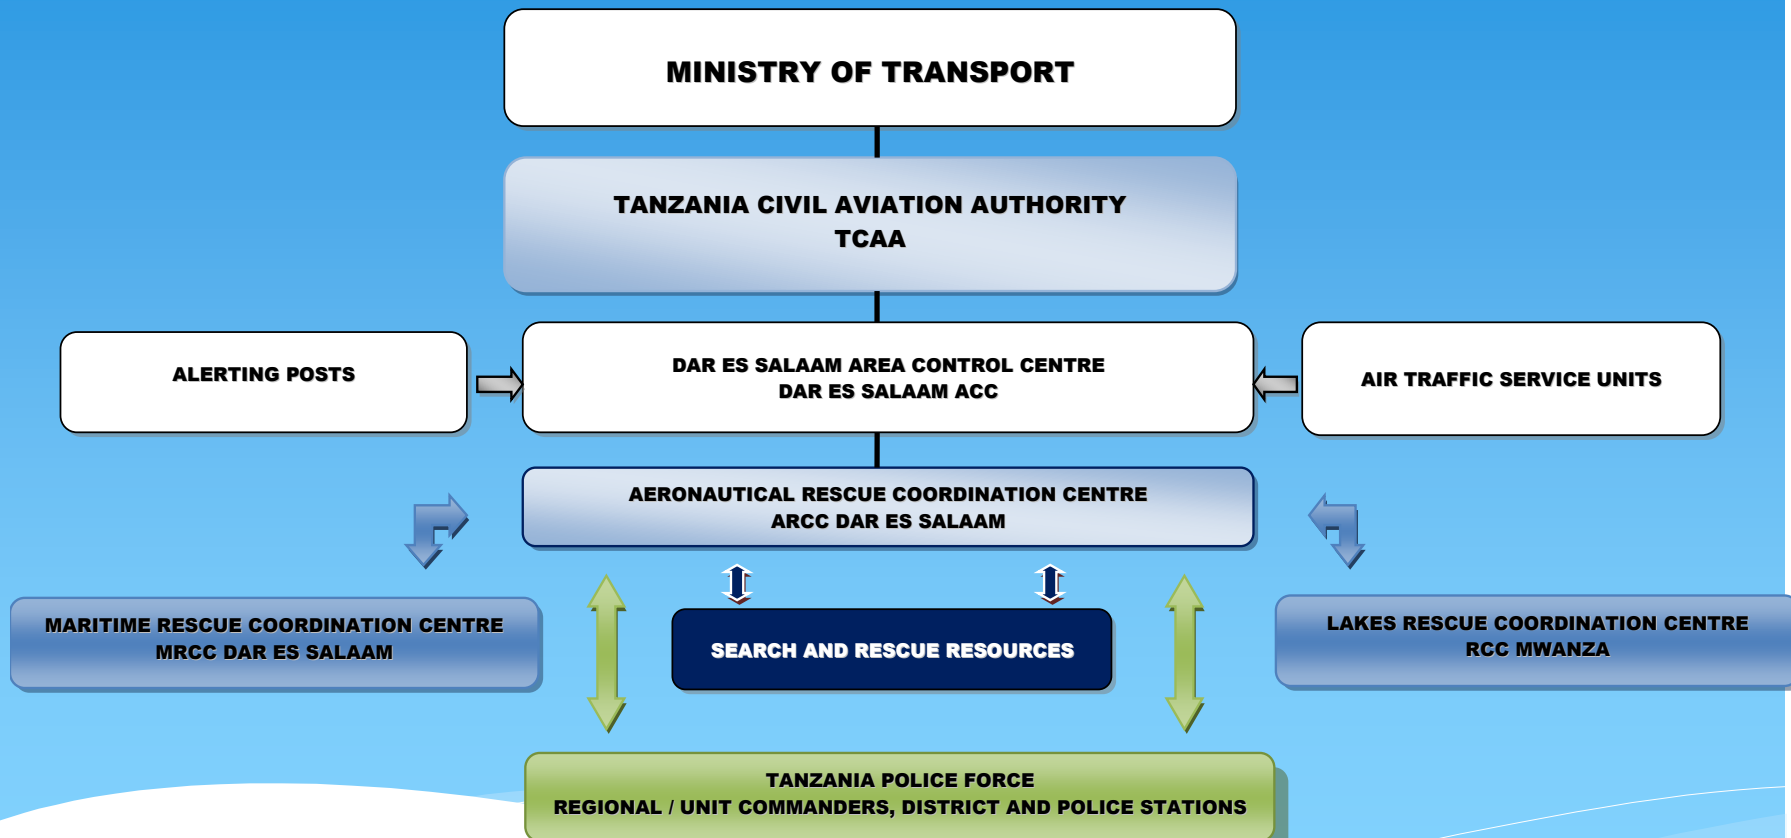 MINISTRY OF TRANSPORT
TANZANIA CIVIL AVIATION AUTHORITY
TCAA
ALERTING POSTS
DAR ES SALAAM AREA CONTROL CENTRE
DAR ES SALAAM ACC
AIR TRAFFIC SERVICE UNITS
AERONAUTICAL RESCUE COORDINATION CENTRE
ARCC DAR ES SALAAM
MARITIME RESCUE COORDINATION CENTRE
MRCC DAR ES SALAAM
SEARCH AND RESCUE RESOURCES
LAKES RESCUE COORDINATION CENTRE
RCC MWANZA
TANZANIA POLICE FORCE
REGIONAL / UNIT COMMANDERS, DISTRICT AND POLICE STATIONS